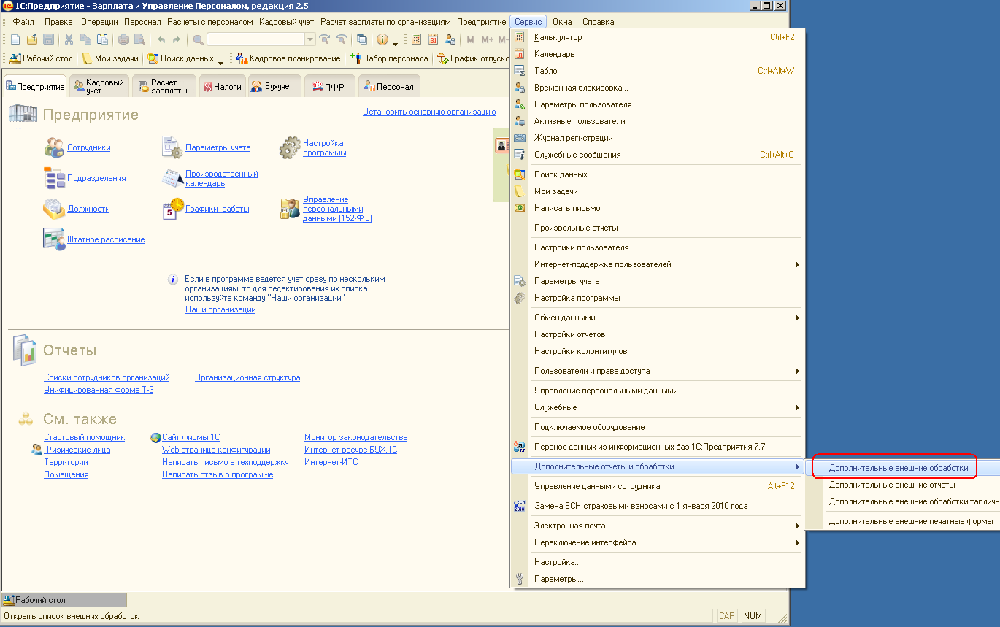 1С:Предприятие - Зарплата и Управление Персоналом, редакция 2.5
Файл Правка Операции Персонал Расчеты с персоналом Кадровый учет Расчет зарплаты по организациям Предприятие Сервис Окна Справка
M M+ M-
Рабочий стол Мои задачи Поиск данных Кадровое планирование Набор персонала График отпуско
Предприятие
Кадровый
учет
Расчет
зарплаты
Налоги
Бухучет
ПФР
Персонал
Предприятие
Установить основную организацию
Сотрудники
Параметры учета
Настройка
программы
Подразделения
Производственный
календарь
Должности
Графики работы
Управление
персональными
данными (152-ФЗ)
Штатное расписание
Если в программе ведется учет сразу по нескольким
организациям, то для редактирования их списка
используйте команду "Наши организации"
Наши организации
Отчеты
Списки сотрудников организаций
Организационная структура
Унифицированная форма Т-3
См. также
Стартовый помощник
Сайт фирмы 1С
Монитор законодательства
Физические лица
Web-страница конфигурации
Интернет-ресурс БУХ.1С
Территории
Написать письмо в техподдержку
Интернет-ИТС
Помещения
Написать отзыв о программе
Калькулятор Ctrl+F2
Календарь
Табло Ctrl+Alt+W
Временная блокировка...
Параметры пользователя
Активные пользователи
Журнал регистрации
Служебные сообщения Ctrl+Alt+O
Поиск данных
Мои задачи
Написать письмо
Произвольные отчеты
Настройки пользователя
Интернет-поддержка пользователей
Параметры учета
Настройка программы
Обмен данными
Настройки отчетов
Настройки колонтитулов
Пользователи и права доступа
Управление персональными данными
Служебные
Подключаемое оборудование
Перенос данных из информационных баз 1С:Предприятия 7.7
Дополнительные отчеты и обработки
Управление данными сотрудника Alt+F12
Замена ЕСН страховыми взносами с 1 января 2010 года
Электронная почта
Переключение интерфейса
Настройка...
Параметры...
Дополнительные внешние обработки
Дополнительные внешние отчеты
Дополнительные внешние обработки таблич
Дополнительные внешние печатные формы
Рабочий стол
Открыть список внешних обработок
CAP NUM